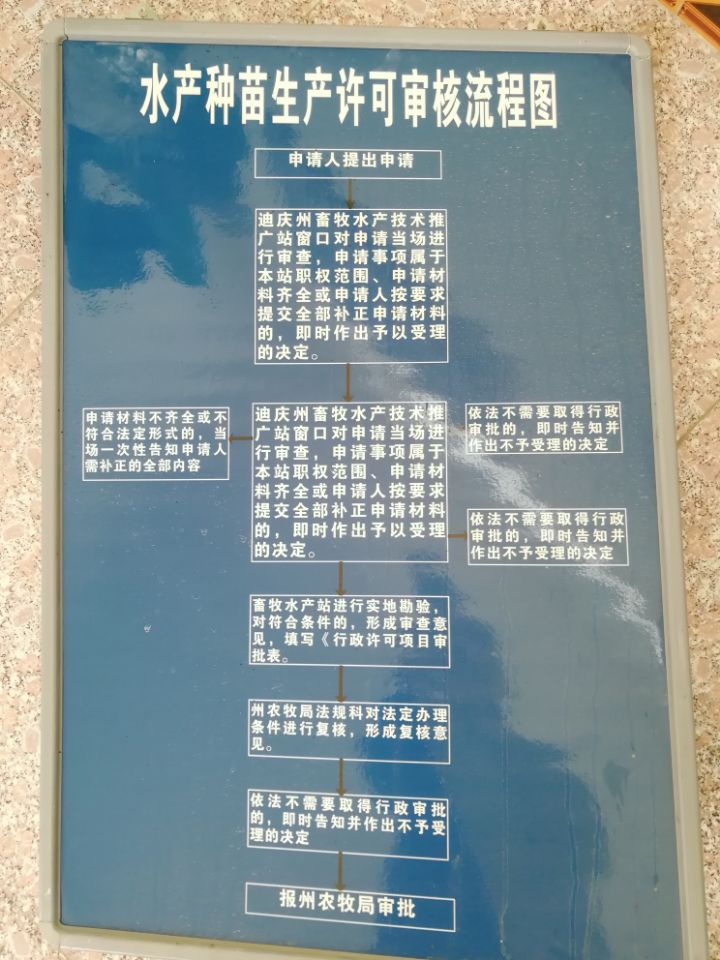 水产种苗生产许可审核流程图
申请人提出申请
迪庆州畜牧水产技术推
广站窗口对申请当场进
行审查，申请事项属于
本站职权范围、申请材
料齐全或申请人按要求
提交全部补正申请材料
的，即时作出予以受理
的决定。
申请材料不齐全或不
符合法定形式的，当
场一次性告知申请人
需补正的全部内容
迪庆州畜牧水产技术推
广站窗口对申请当场进
行审查，申请事项属于
本站职权范围、申请材
料齐全或申请人按要求
提交全部补正申请材料
的，即时作出予以受理
的决定。
依法不需要取得行政
审批的，即时告知并
作出不予受理的决定
依法不需要取得行政
审批的，即时告知并
作出不予受理的决定
畜牧水产站进行实地勘验，
对符合条件的，形成审查意
见，填写《行政许可项目审
批表。
州农牧局法规科对法定办理
条件进行复核，形成复核意
见。
依法不需要取得行政审批
的，即时告知并作出不予受
理的决定
报州农牧局审批